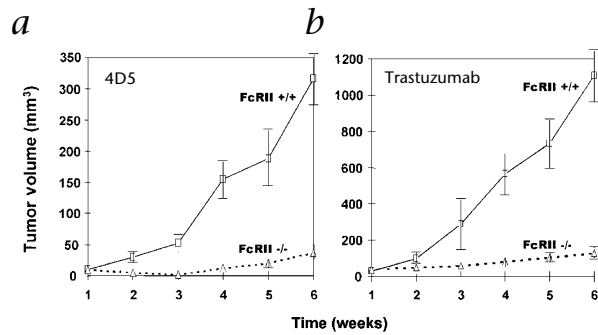 a
4D5
FcRII +/+
FcRII -/-
Tumor volume (mm³)
350
300
250
200
150
100
50
0
1 2 3 4 5 6
b
Trastuzumab
FcRII +/+
FcRII -/-
1200
1000
800
600
400
200
0
1 2 3 4 5 6
Time (weeks)